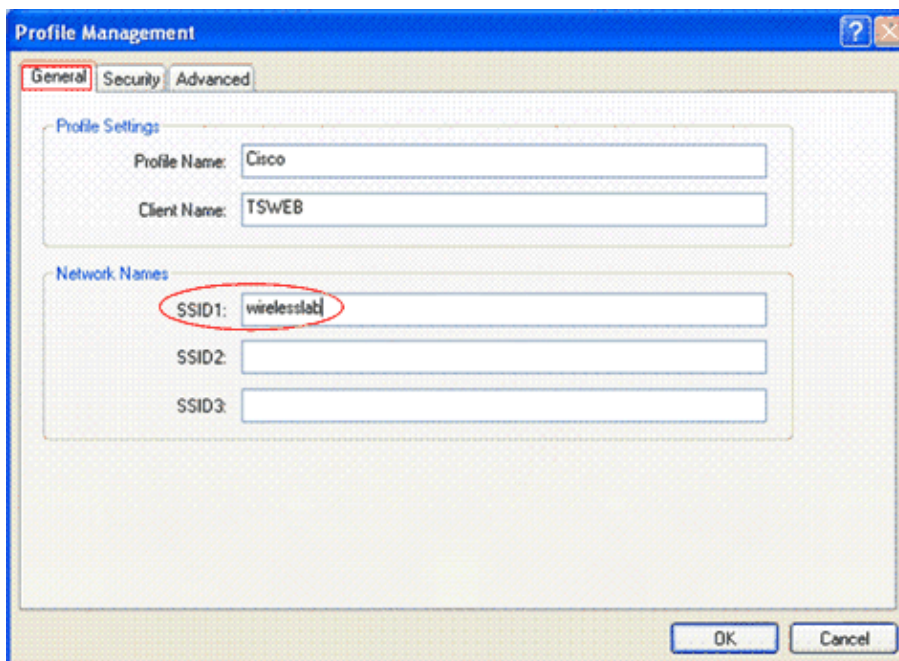 Profile Management
?
General Security Advanced
Profile Settings
Profile Name: Cisco
Client Name: TSWEB
Network Names
SSID1: wirelesslab
SSID2:
SSID3:
OK Cancel